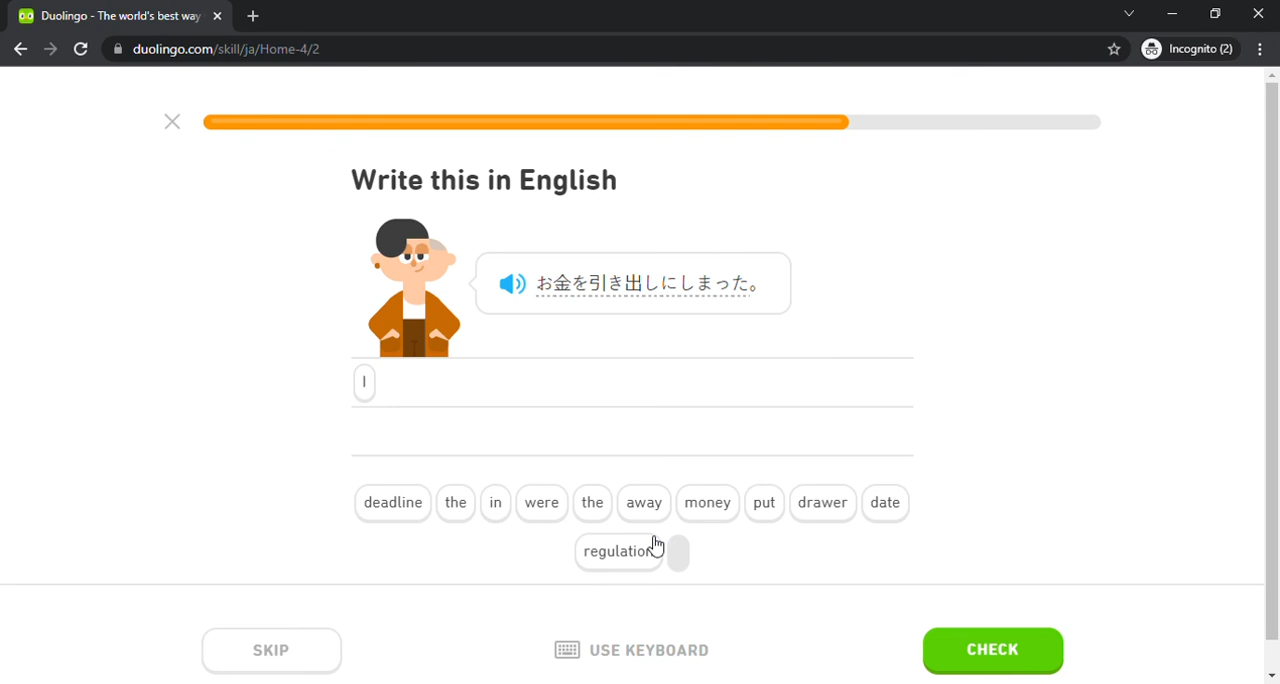 Duolingo - The world's best way
duolingo.com/skill/ja/Home-4/2
Incognito (2)
Write this in English
お金を引き出しにしまった。
I
deadline the in were the away money put drawer date
regulation
SKIP
USE KEYBOARD
CHECK